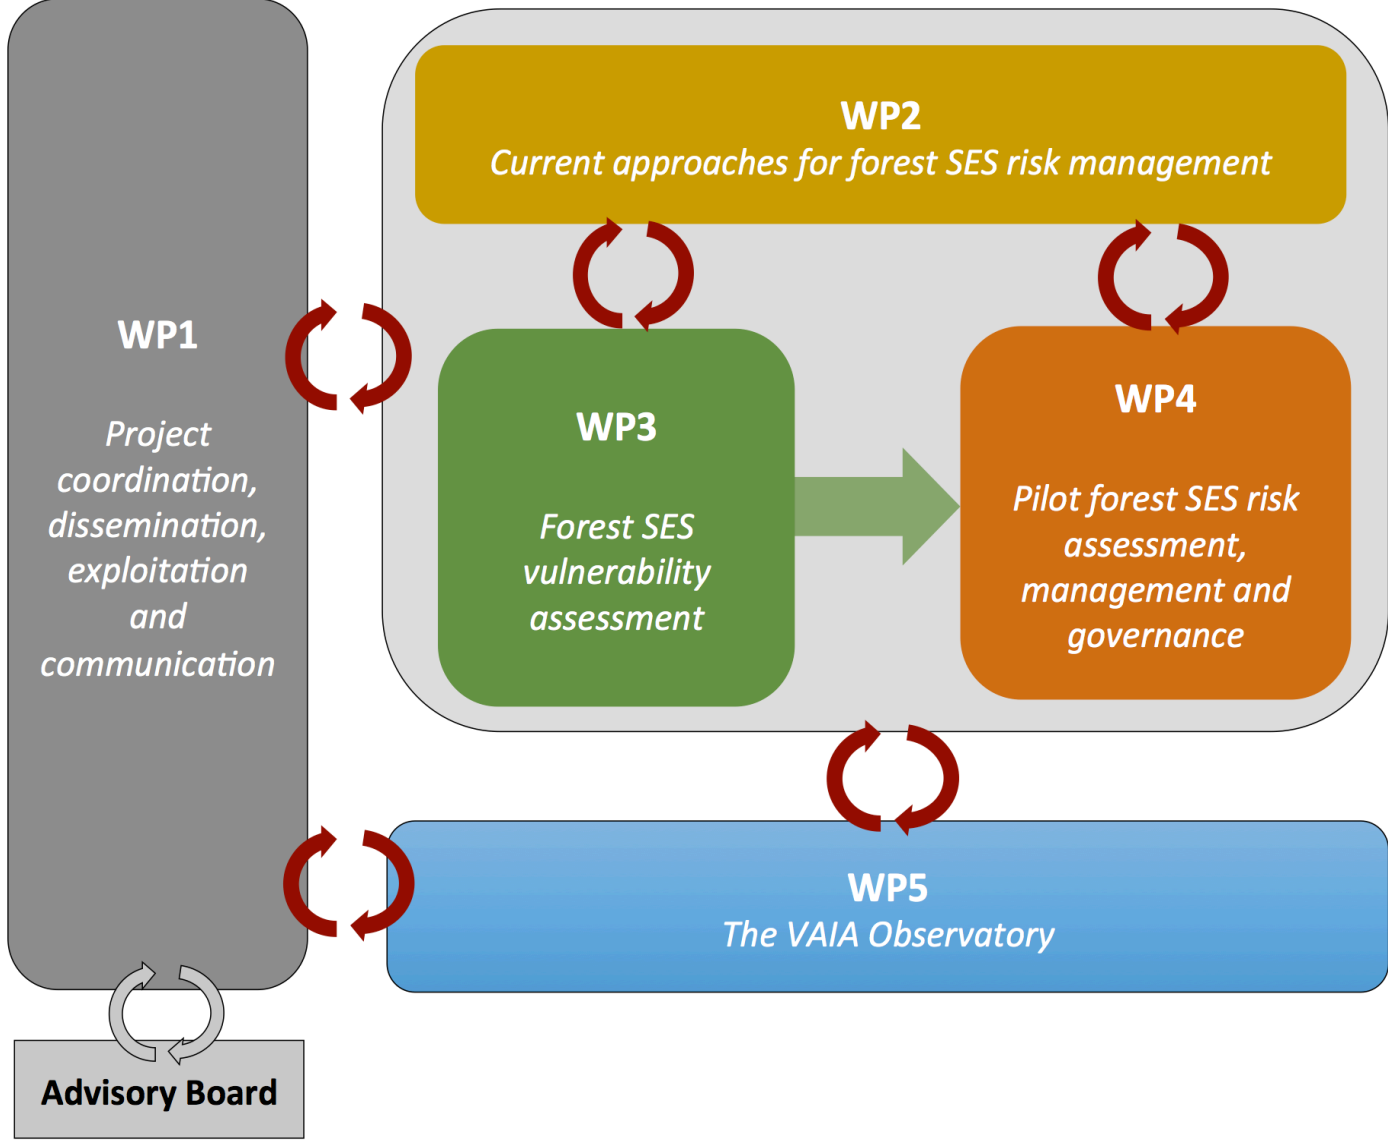 WP1
Project
coordination,
dissemination,
exploitation
and
communication
WP2
Current approaches for forest SES risk management
WP3
Forest SES
vulnerability
assessment
WP4
Pilot forest SES risk
assessment,
management and
governance
WP5
The VAIA Observatory
Advisory Board